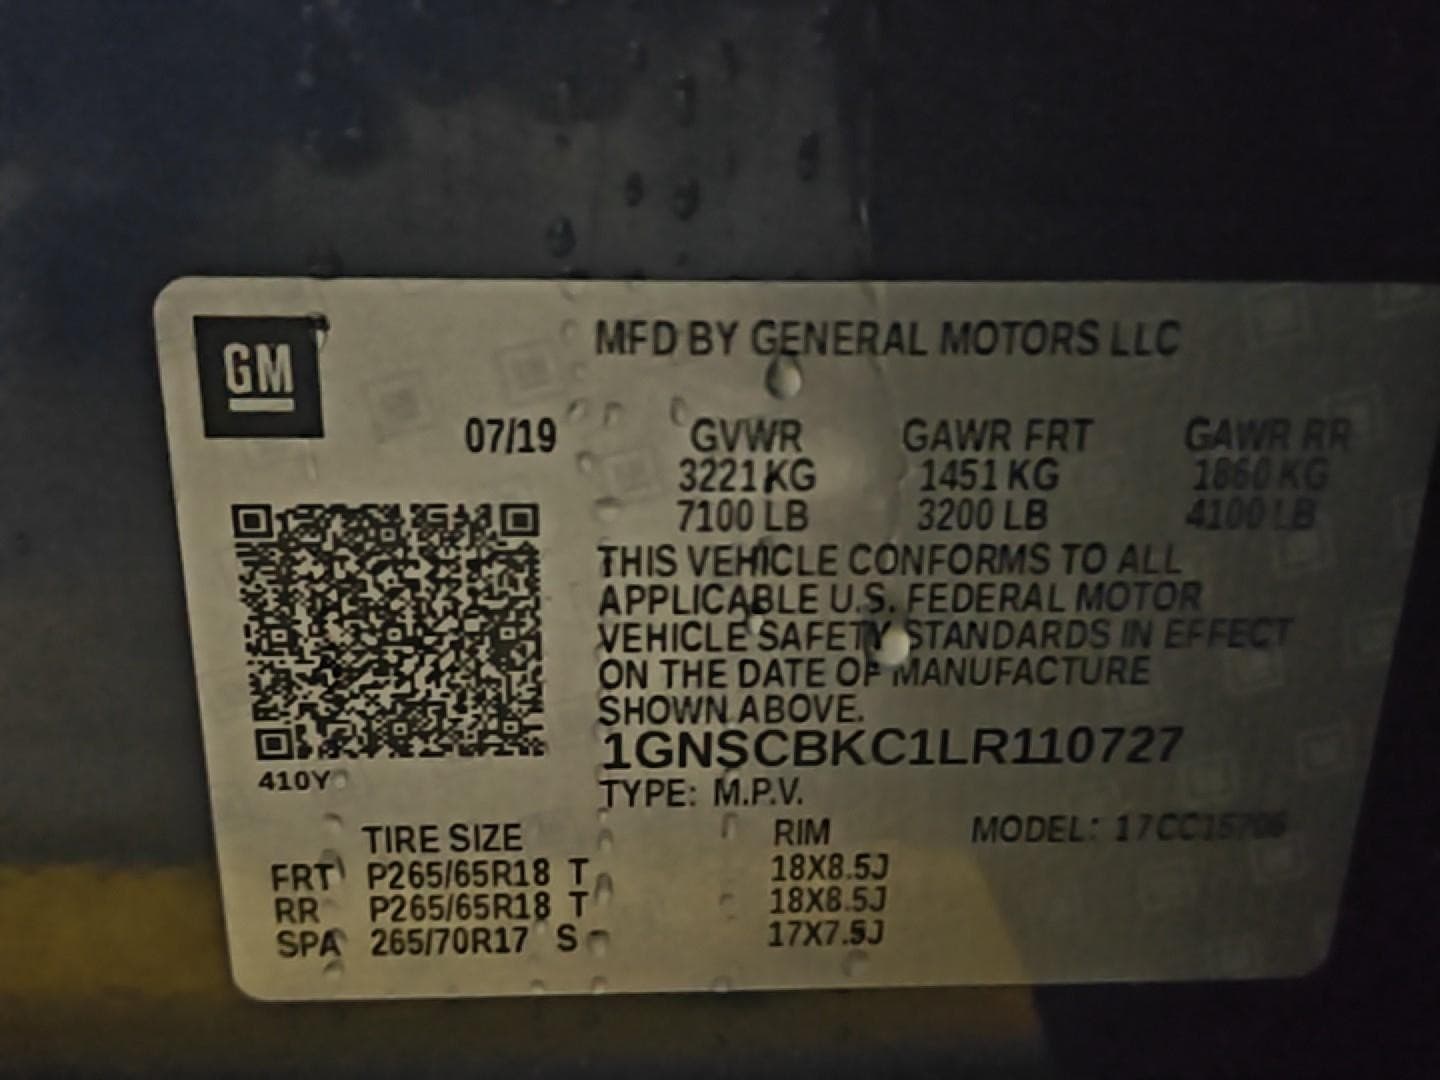 GM
MFD BY GENERAL MOTORS LLC
07/19 GVWR GAWR FRT GAWR RR
3221 KG 1451 KG 1860 KG
7100 LB 3200 LB 4100 LB
THIS VEHICLE CONFORMS TO ALL
APPLICABLE U.S. FEDERAL MOTOR
VEHICLE SAFETY STANDARDS IN EFFECT
ON THE DATE OF MANUFACTURE
SHOWN ABOVE.
1GNSCBKC1LR110727
410Y
TYPE: M.P.V.
TIRE SIZE RIM MODEL: 17CC15706
FRT P265/65R18 T 18X8.5J
RR P265/65R18 T 18X8.5J
SPA 265/70R17 S 17X7.5J